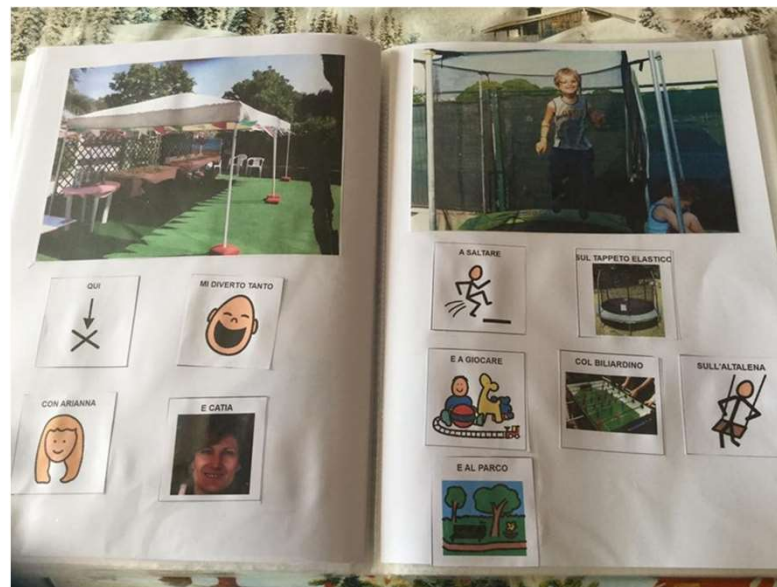 QUI
MI DIVERTO TANTO
CON ARIANNA
E CATIA
A SALTARE
SUL TAPPETO ELASTICO
E A GIOCARE
COL BILIARDINO
SULL'ALTALENA
E AL PARCO